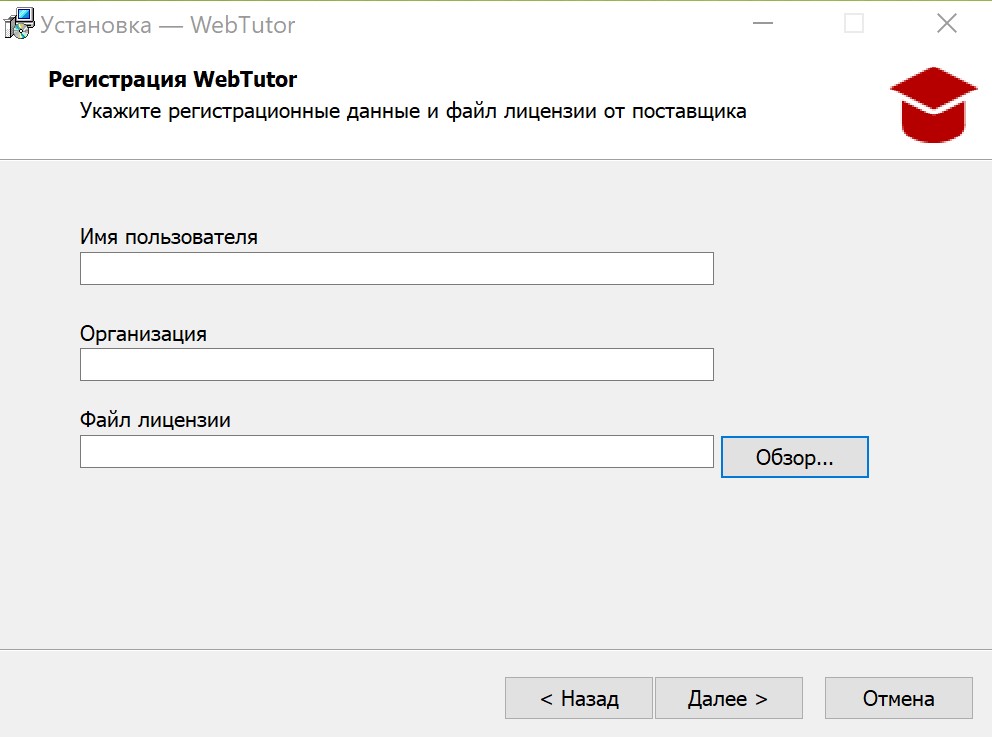 Установка — WebTutor
Регистрация WebTutor
Укажите регистрационные данные и файл лицензии от поставщика
Имя пользователя
Организация
Файл лицензии
Обзор...
< Назад
Далее >
Отмена